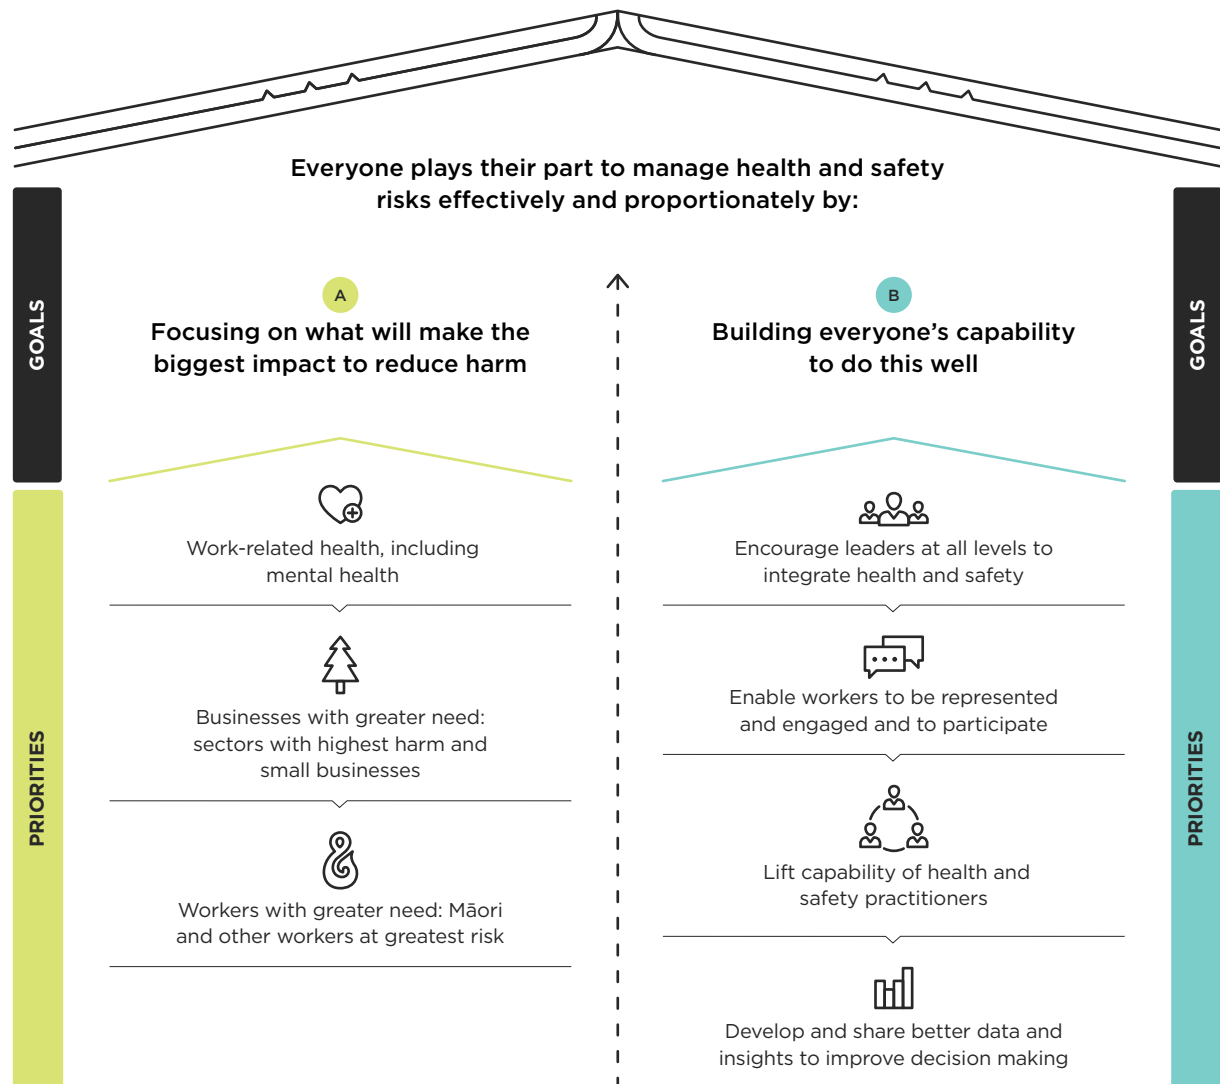 Everyone plays their part to manage health and safety
risks effectively and proportionately by:
GOALS
A
Focusing on what will make the
biggest impact to reduce harm
B
Building everyone’s capability
to do this well
GOALS
PRIORITIES
Work-related health, including
mental health
Businesses with greater need:
sectors with highest harm and
small businesses
Workers with greater need: Māori
and other workers at greatest risk
Encourage leaders at all levels to
integrate health and safety
Enable workers to be represented
and engaged and to participate
Lift capability of health and
safety practitioners
Develop and share better data and
insights to improve decision making
PRIORITIES